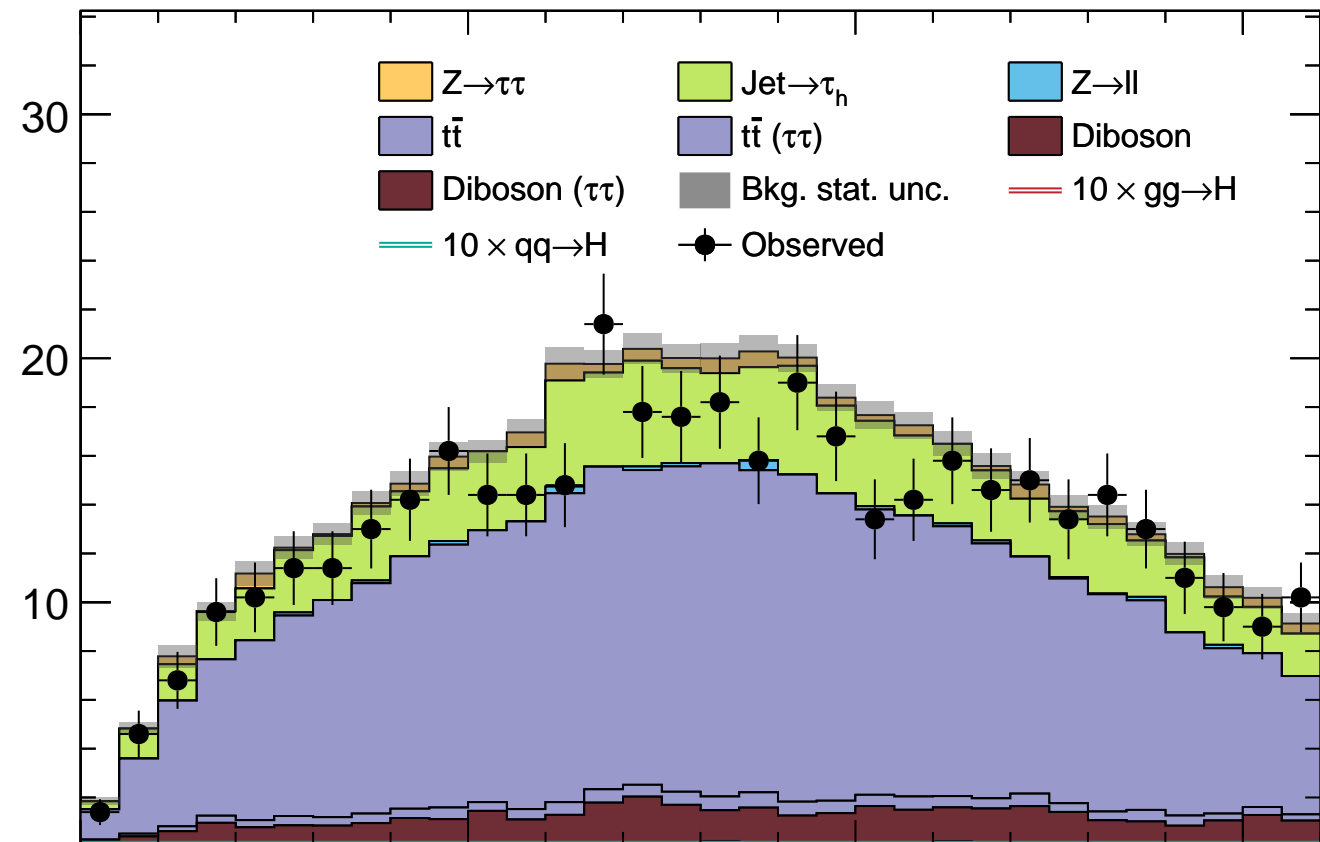 Z→ττ Jet→τh Z→ll
30
tt̄ tt̄ (ττ) Diboson
Diboson (ττ) Bkg. stat. unc. 10 × gg→H
10 × qq→H Observed
20
10